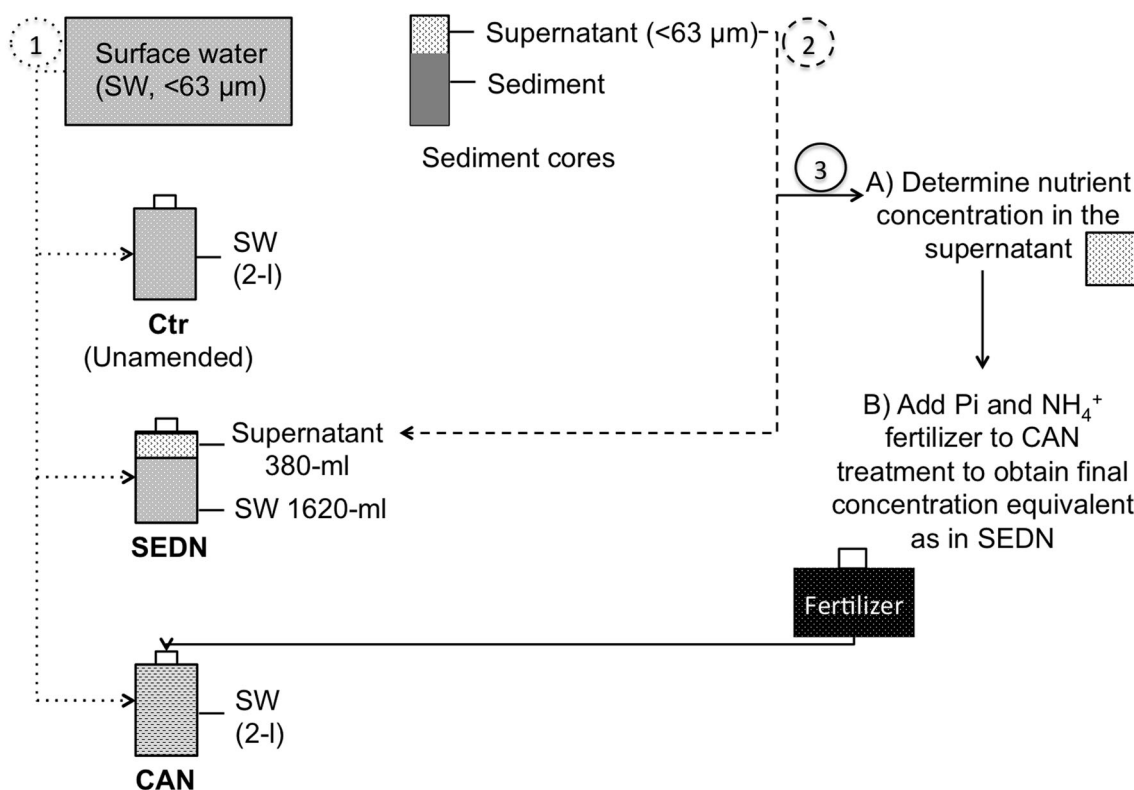 1
Surface water
(SW, <63 µm)
Supernatant (<63 µm)
2
Sediment
Sediment cores
3
A) Determine nutrient
concentration in the
supernatant
SW
(2-l)
Ctr
(Unamended)
B) Add Pi and NH₄⁺
fertilizer to CAN
treatment to obtain final
concentration equivalent
as in SEDN
Supernatant
380-ml
SW 1620-ml
SEDN
Fertilizer
SW
(2-l)
CAN